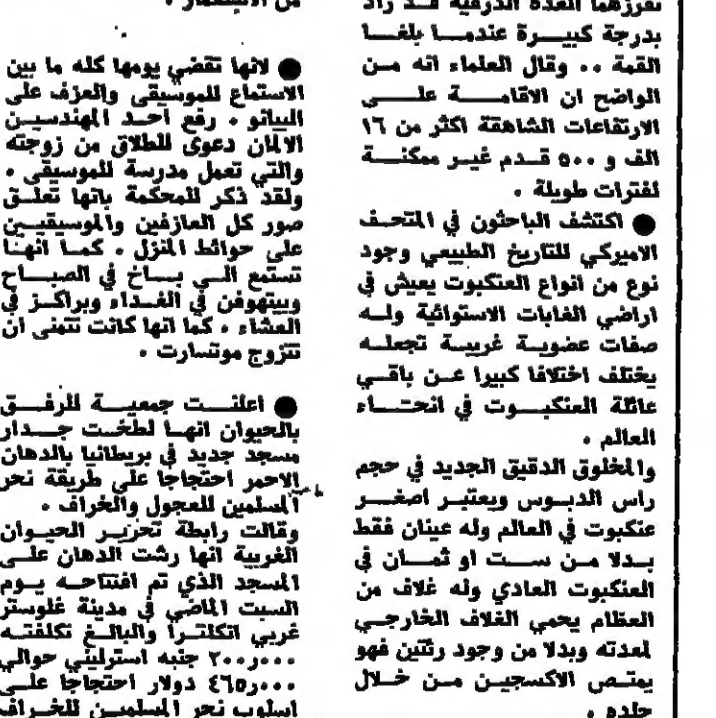 تفرزهما الغدة الدرقية قد زاد
بدرجة كبيرة عندما بلغا
القمة .. وقال العلماء انه من
الواضح ان الاقامة على
الارتفاعات الشاهقة اكثر من ١٦
الف و ٥٠٠ قدم غير ممكنة
لفترات طويلة .
● اكتشف الباحثون في المتحف
الاميركي للتاريخ الطبيعي وجود
نوع من انواع العنكبوت يعيش في
اراضي الغابات الاستوائية وله
صفات عضوية غريبة تجعله
يختلف اختلافا كبيرا عن باقي
عائلة العنكبوت في انحاء
العالم .
والمخلوق الدقيق الجديد في حجم
راس الدبوس ويعتبر اصغر
عنكبوت في العالم وله عينان فقط
بدلا من ست او ثمان في
العنكبوت العادي وله غلاف من
العظام يحمي الغلاف الخارجي
لمعدته وبدلا من وجود رئتين فهو
يمتص الاكسجين من خلال
جلده .
من الاستعمار .
● لانها تقضي يومها كله ما بين
الاستماع للموسيقى والعزف على
البيانو . رفع احد المهندسين
الالمان دعوى للطلاق من زوجته
والتي تعمل مدرسة للموسيقى .
ولقد ذكر للمحكمة بانها تعلق
صور كل العازفين والموسيقيين
على حوائط المنزل . كما انها
تستمع الى باخ في الصباح
وبيتهوفن في الغداء وبراكز في
العشاء . كما انها كانت تتمنى ان
تتزوج موتسارت .
● اعلنت جمعية للرفق
بالحيوان انها لطخت جدار
مسجد جديد في بريطانيا بالدهان
الاحمر احتجاجا على طريقة نحر
المسلمين للعجول والخراف .
وقالت رابطة تحرير الحيوان
الغربية انها رشت الدهان على
المسجد الذي تم افتتاحه يوم
السبت الماضي في مدينة غلوستر
غربي انكلترا والبالغ تكلفته
٢٠٠ر٠٠٠ جنيه استرليني حوالي
٤٦٥ر٠٠٠ دولار احتجاجا على
اسلوب نحر المسلمين للخراف